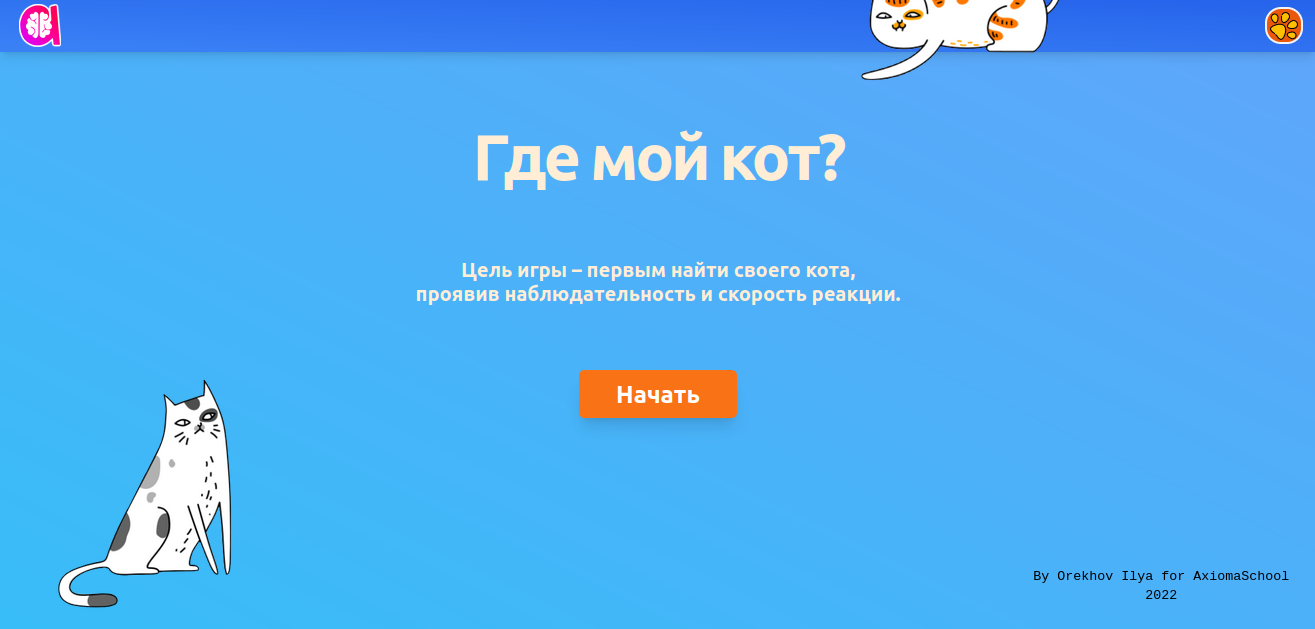 Где мой кот?
Цель игры – первым найти своего кота,
проявив наблюдательность и скорость реакции.
Начать
By Orekhov Ilya for AxiomaSchool
2022